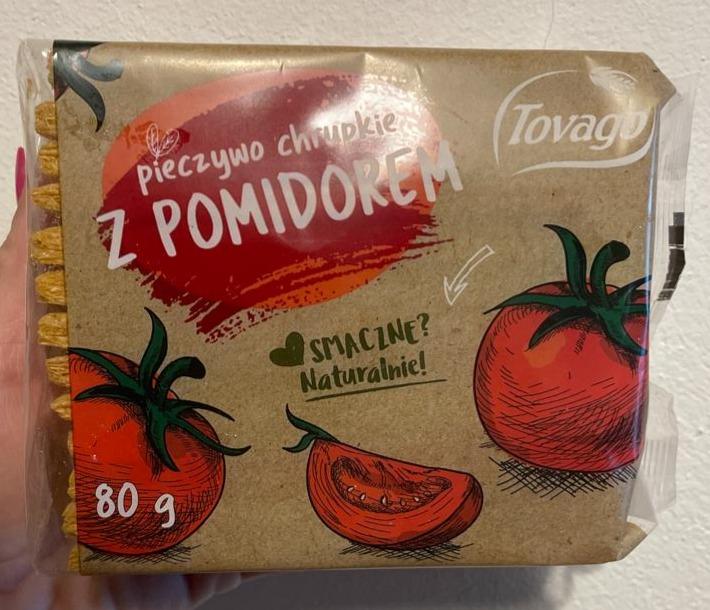 Tovago
pieczywo chrupkie
Z POMIDOREM
SMACZNE?
Naturalnie!
80 g